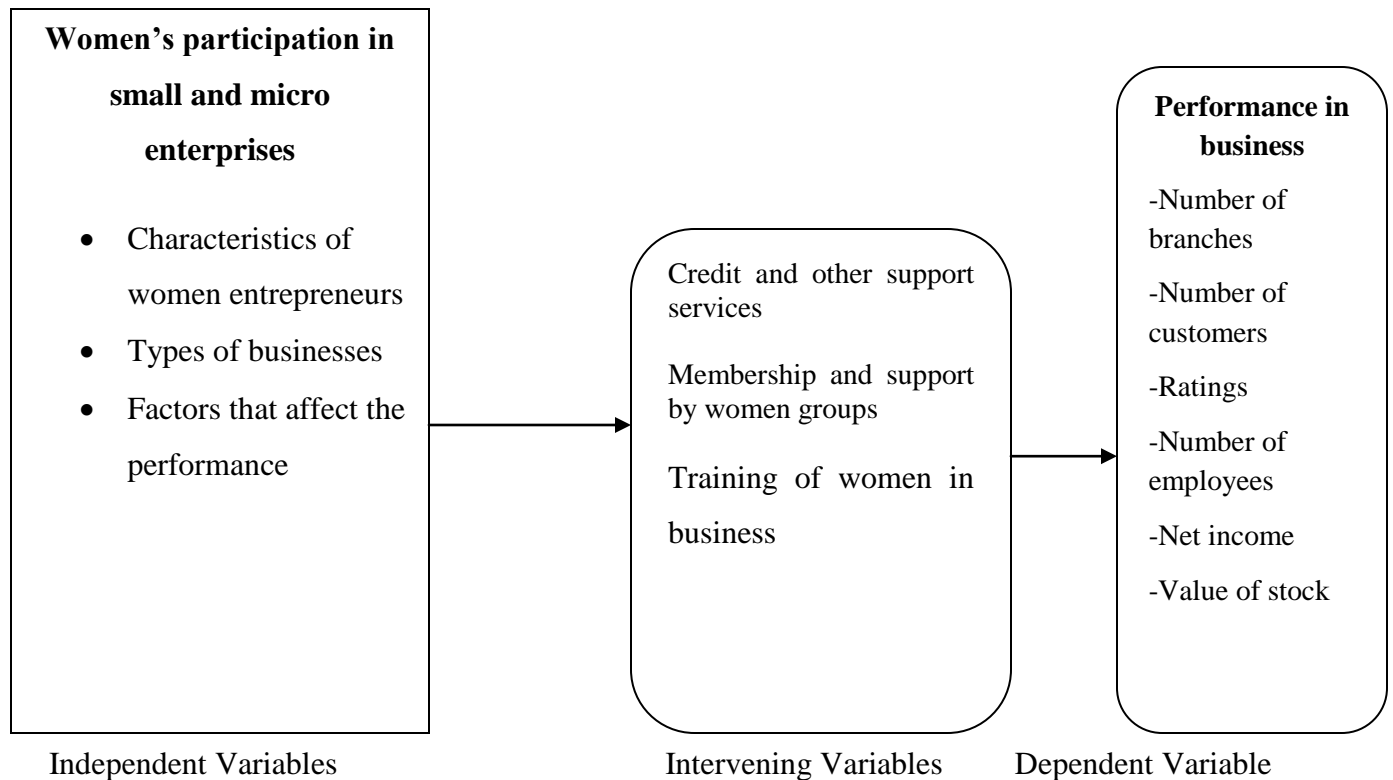 Women’s participation in
small and micro
enterprises
• Characteristics of
women entrepreneurs
• Types of businesses
• Factors that affect the
performance
Credit and other support
services
Membership and support
by women groups
Training of women in
business
Performance in
business
-Number of
branches
-Number of
customers
-Ratings
-Number of
employees
-Net income
-Value of stock
Independent Variables
Intervening Variables
Dependent Variable